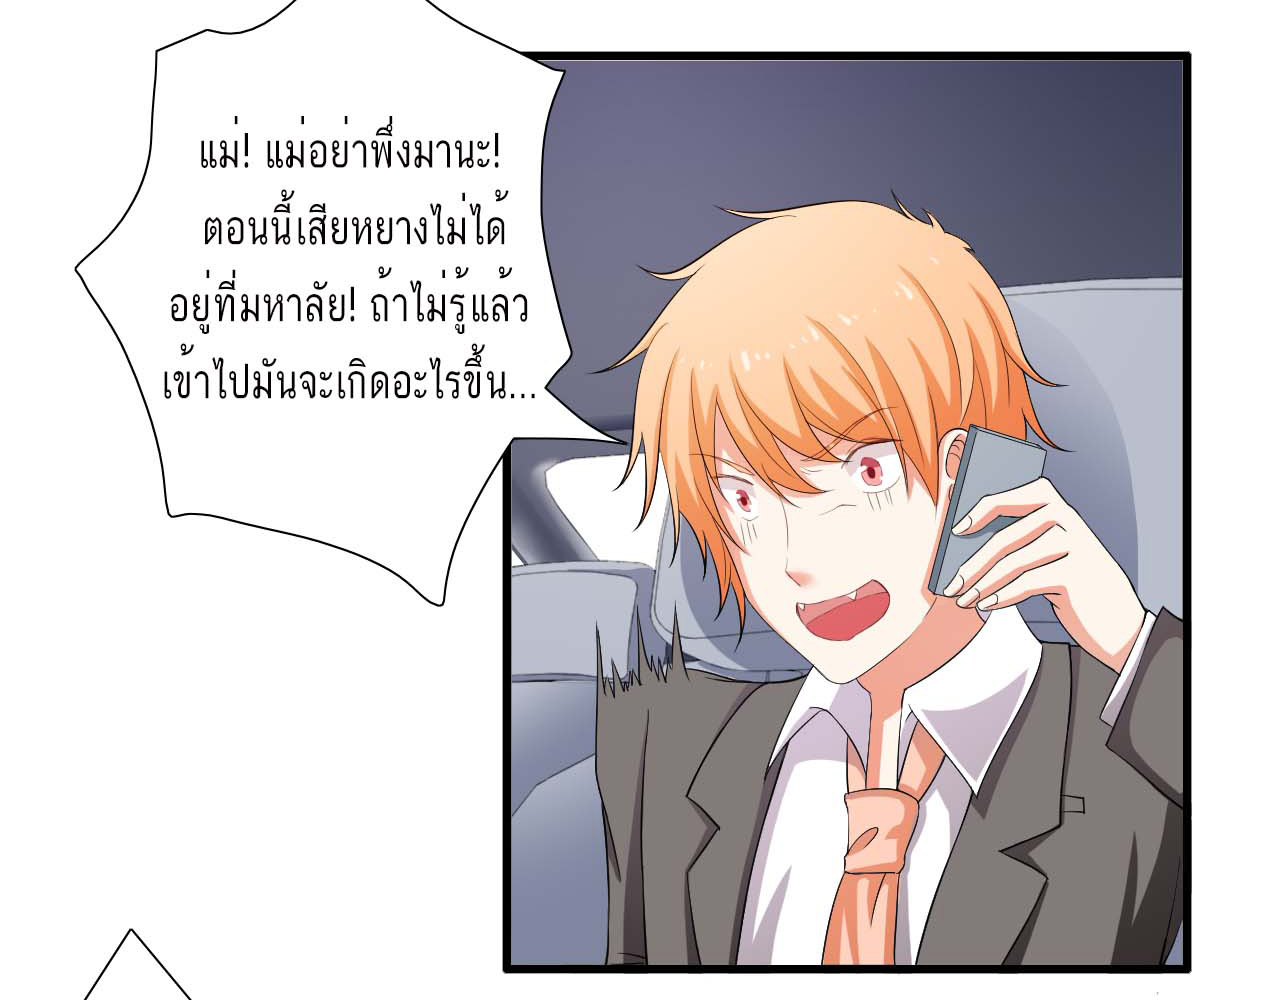 แม่! แม่อย่าพึ่งมานะ!
ตอนนี้เสียหยางไม่ได้
อยู่ที่มหาลัย! ถ้าไม่รู้แล้ว
เข้าไปมันจะเกิดอะไรขึ้น...